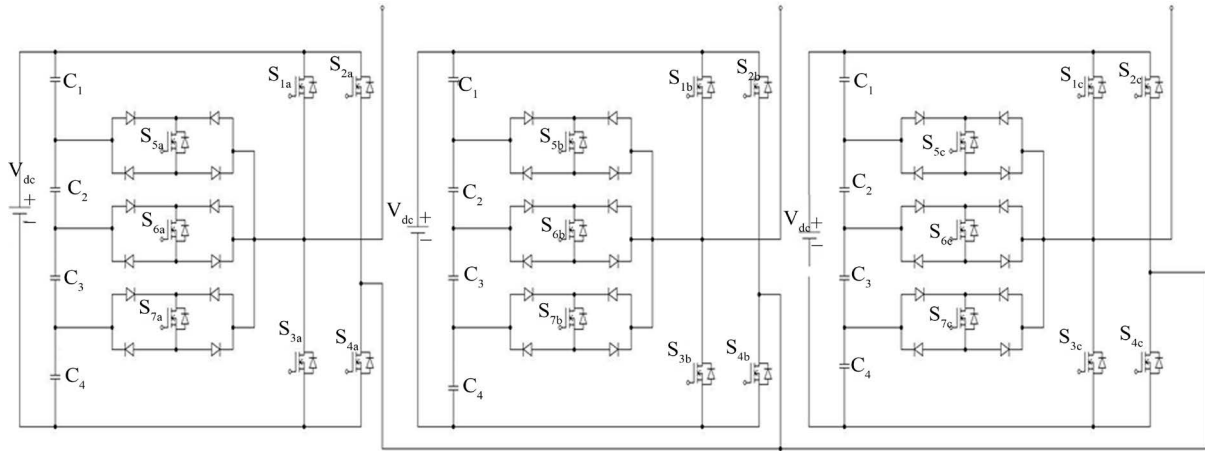 C1
S1a
S2a
S5a
Vdc
+
−
C2
S6a
C3
S7a
S3a
S4a
C4
C1
S1b
S2b
S5b
Vdc
+
−
C2
S6b
C3
S7b
S3b
S4b
C4
C1
S1c
S2c
S5c
Vdc
+
−
C2
S6c
C3
S7c
S3c
S4c
C4